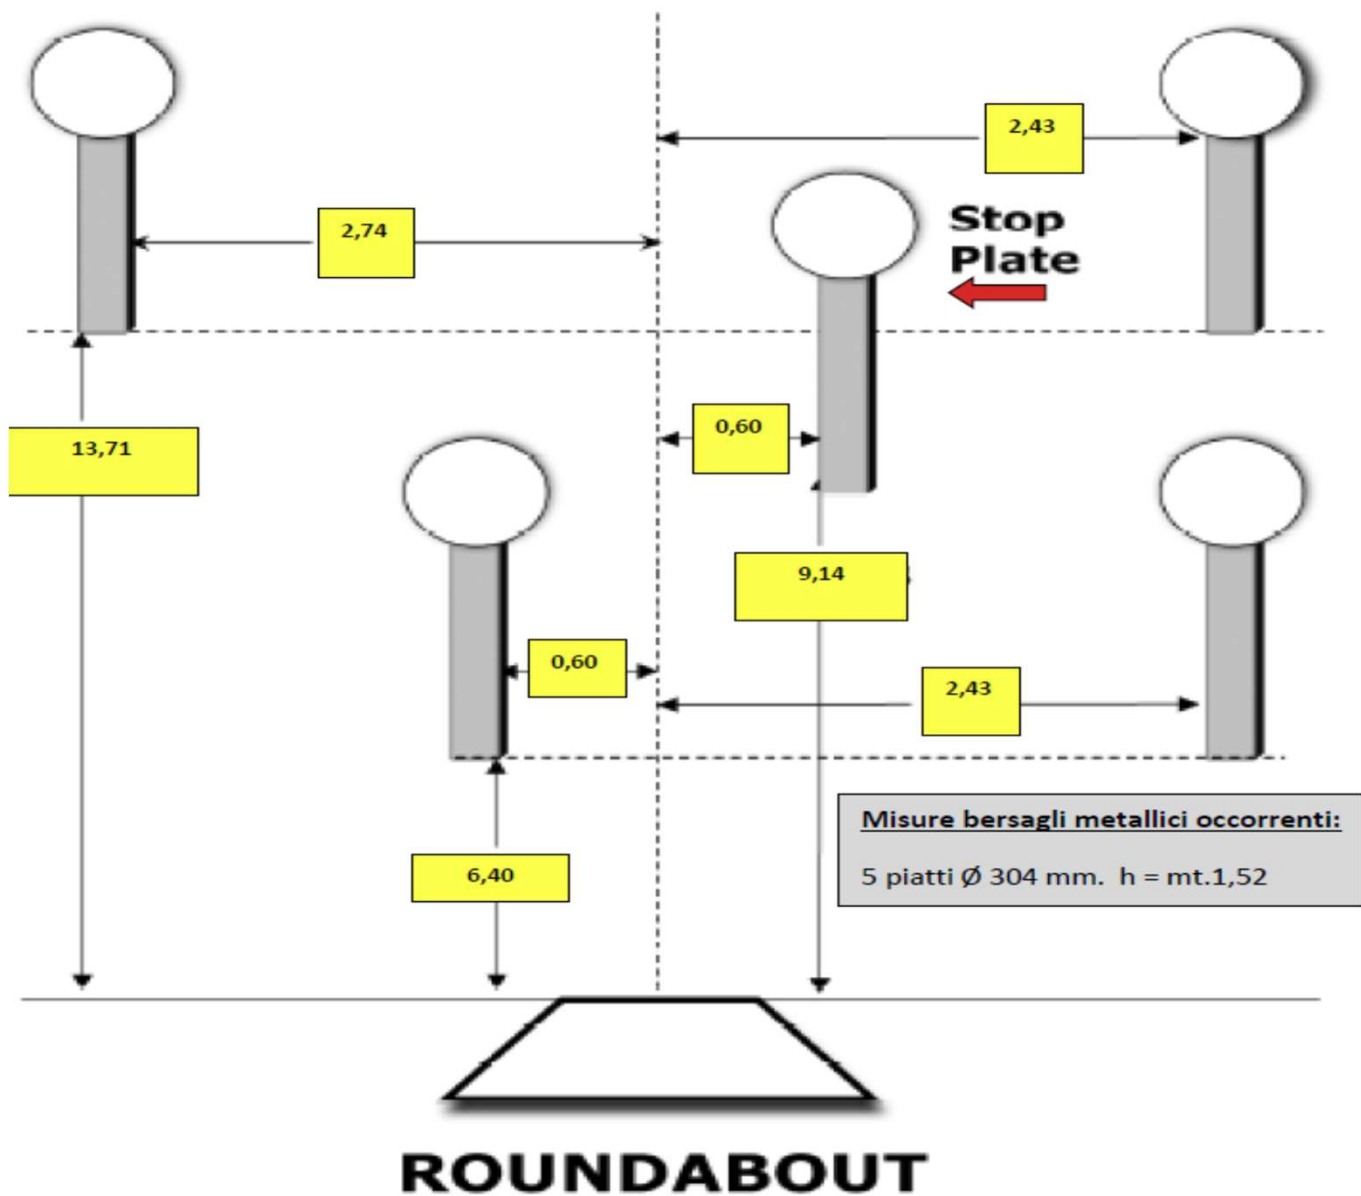 2,43
Stop
Plate
2,74
0,60
13,71
9,14
0,60
2,43
Misure bersagli metallici occorrenti:
5 piatti Ø 304 mm. h = mt.1,52
6,40
ROUNDABOUT